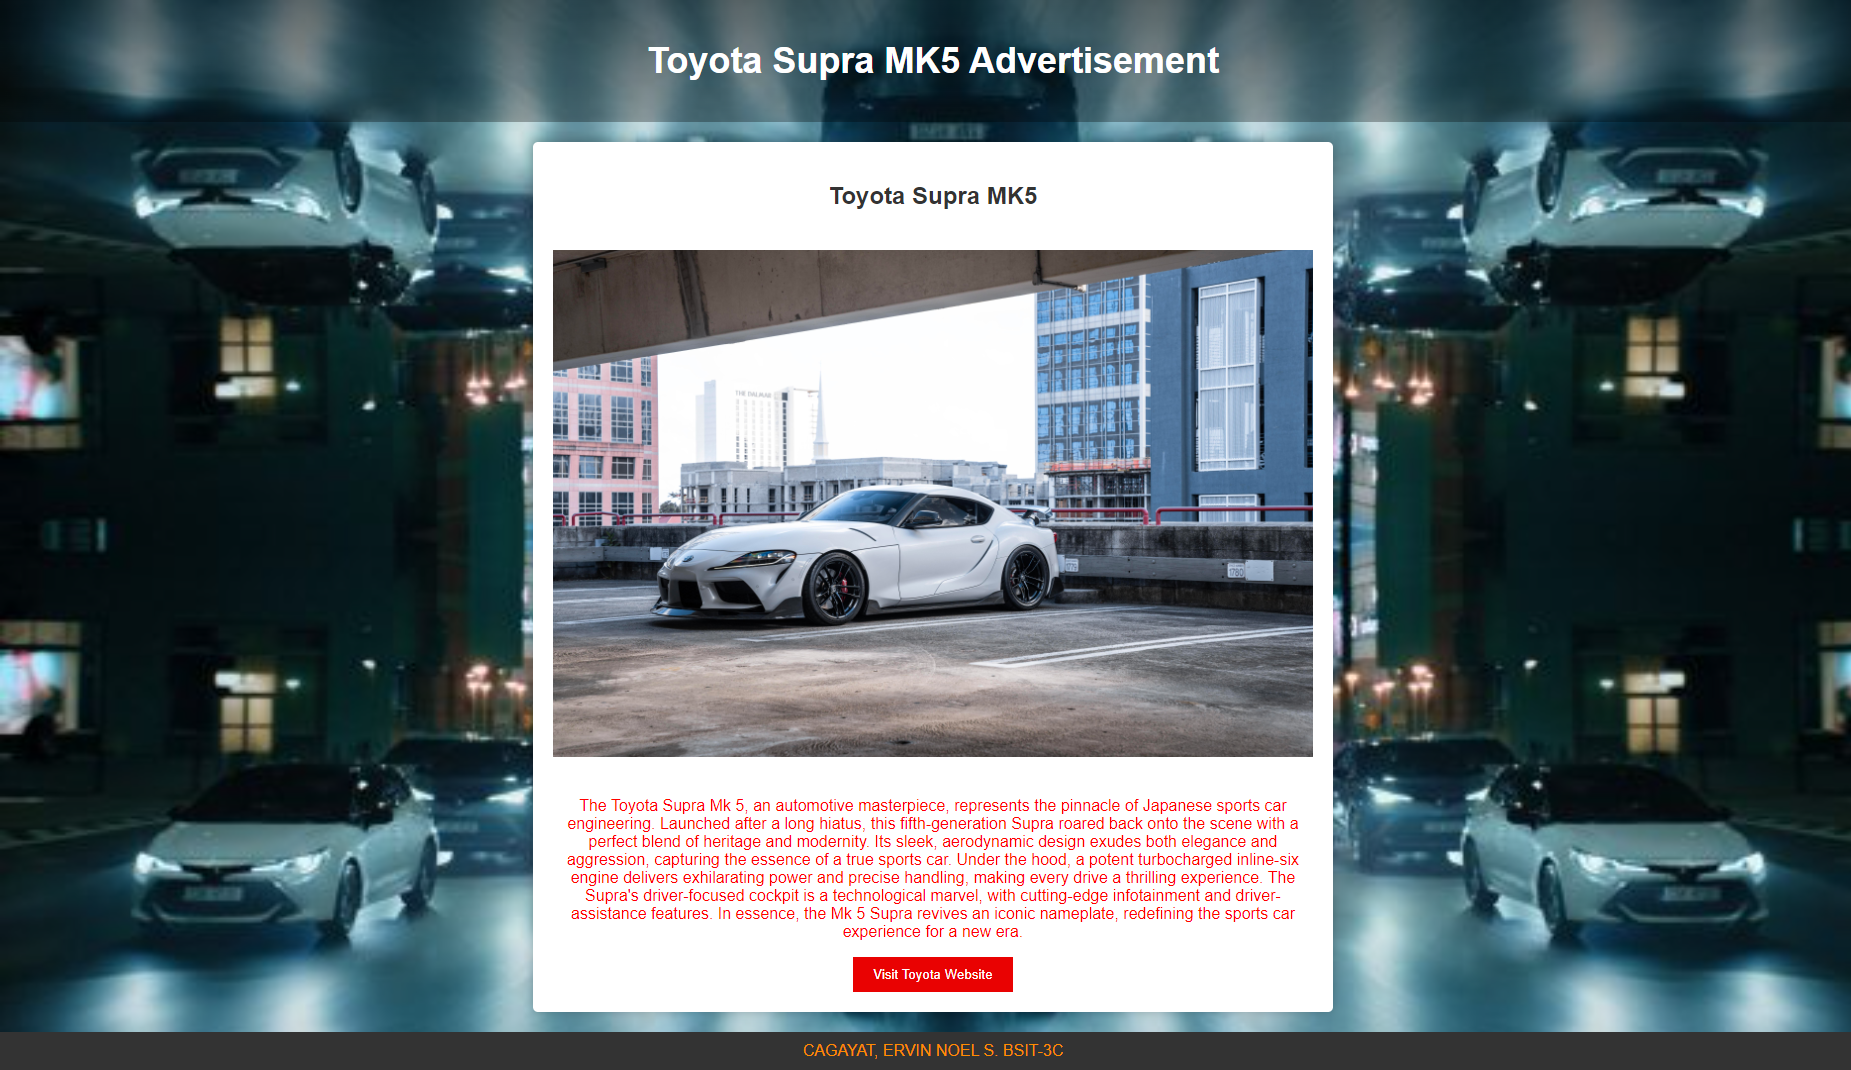 Toyota Supra MK5 Advertisement
Toyota Supra MK5
THE DALMAR
1779
1780
The Toyota Supra Mk 5, an automotive masterpiece, represents the pinnacle of Japanese sports car
engineering. Launched after a long hiatus, this fifth-generation Supra roared back onto the scene with a
perfect blend of heritage and modernity. Its sleek, aerodynamic design exudes both elegance and
aggression, capturing the essence of a true sports car. Under the hood, a potent turbocharged inline-six
engine delivers exhilarating power and precise handling, making every drive a thrilling experience. The
Supra's driver-focused cockpit is a technological marvel, with cutting-edge infotainment and driver-
assistance features. In essence, the Mk 5 Supra revives an iconic nameplate, redefining the sports car
experience for a new era.
Visit Toyota Website
CAGAYAT, ERVIN NOEL S. BSIT-3C